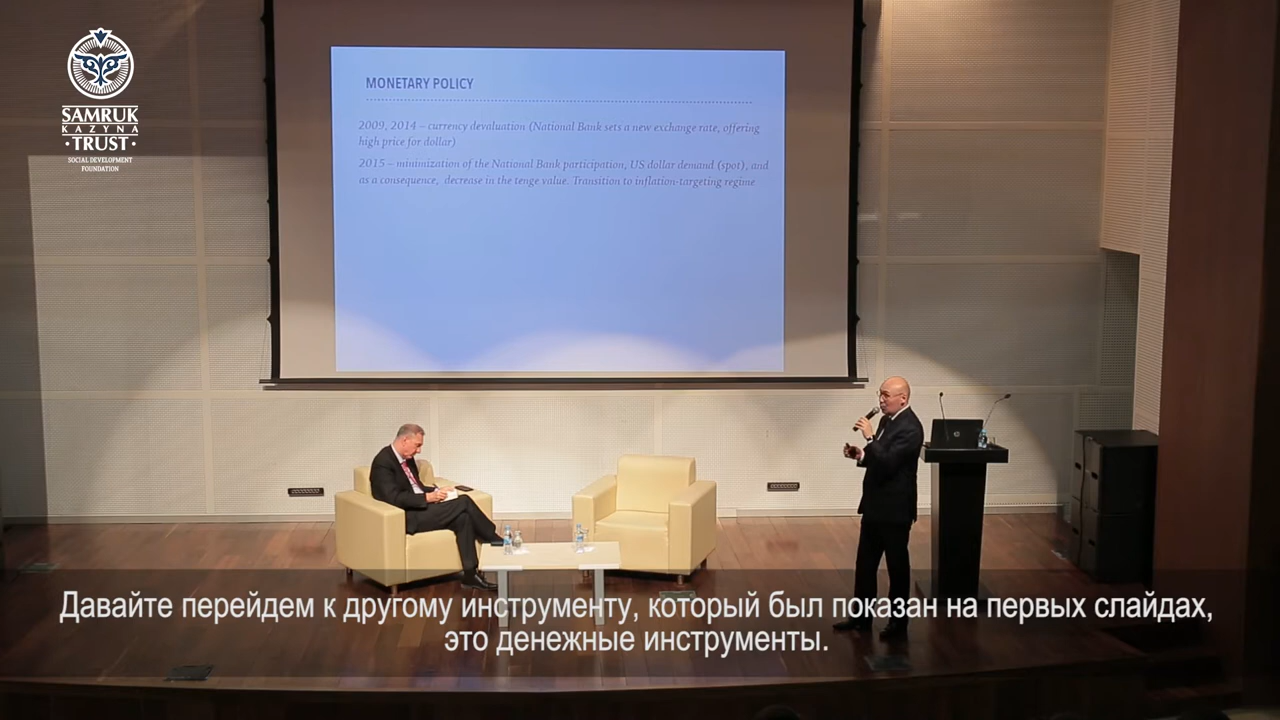 SAMRUK
KAZYNA
·TRUST·
SOCIAL DEVELOPMENT
FOUNDATION
MONETARY POLICY
2009, 2014 – currency devaluation (National Bank sets a new exchange rate, offering
high price for dollar)
2015 – minimization of the National Bank participation, US dollar demand (spot), and
as a consequence, decrease in the tenge value. Transition to inflation-targeting regime
Давайте перейдем к другому инструменту, который был показан на первых слайдах,
это денежные инструменты.